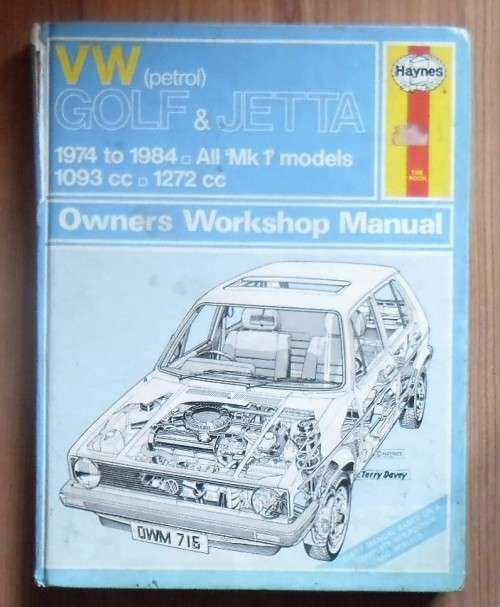 VW (petrol)
GOLF & JETTA
1974 to 1984 □ All 'Mk 1' models
1093 cc □ 1272 cc
Haynes
Owners Workshop Manual
© HAYNES
Terry Davey
OWM 716